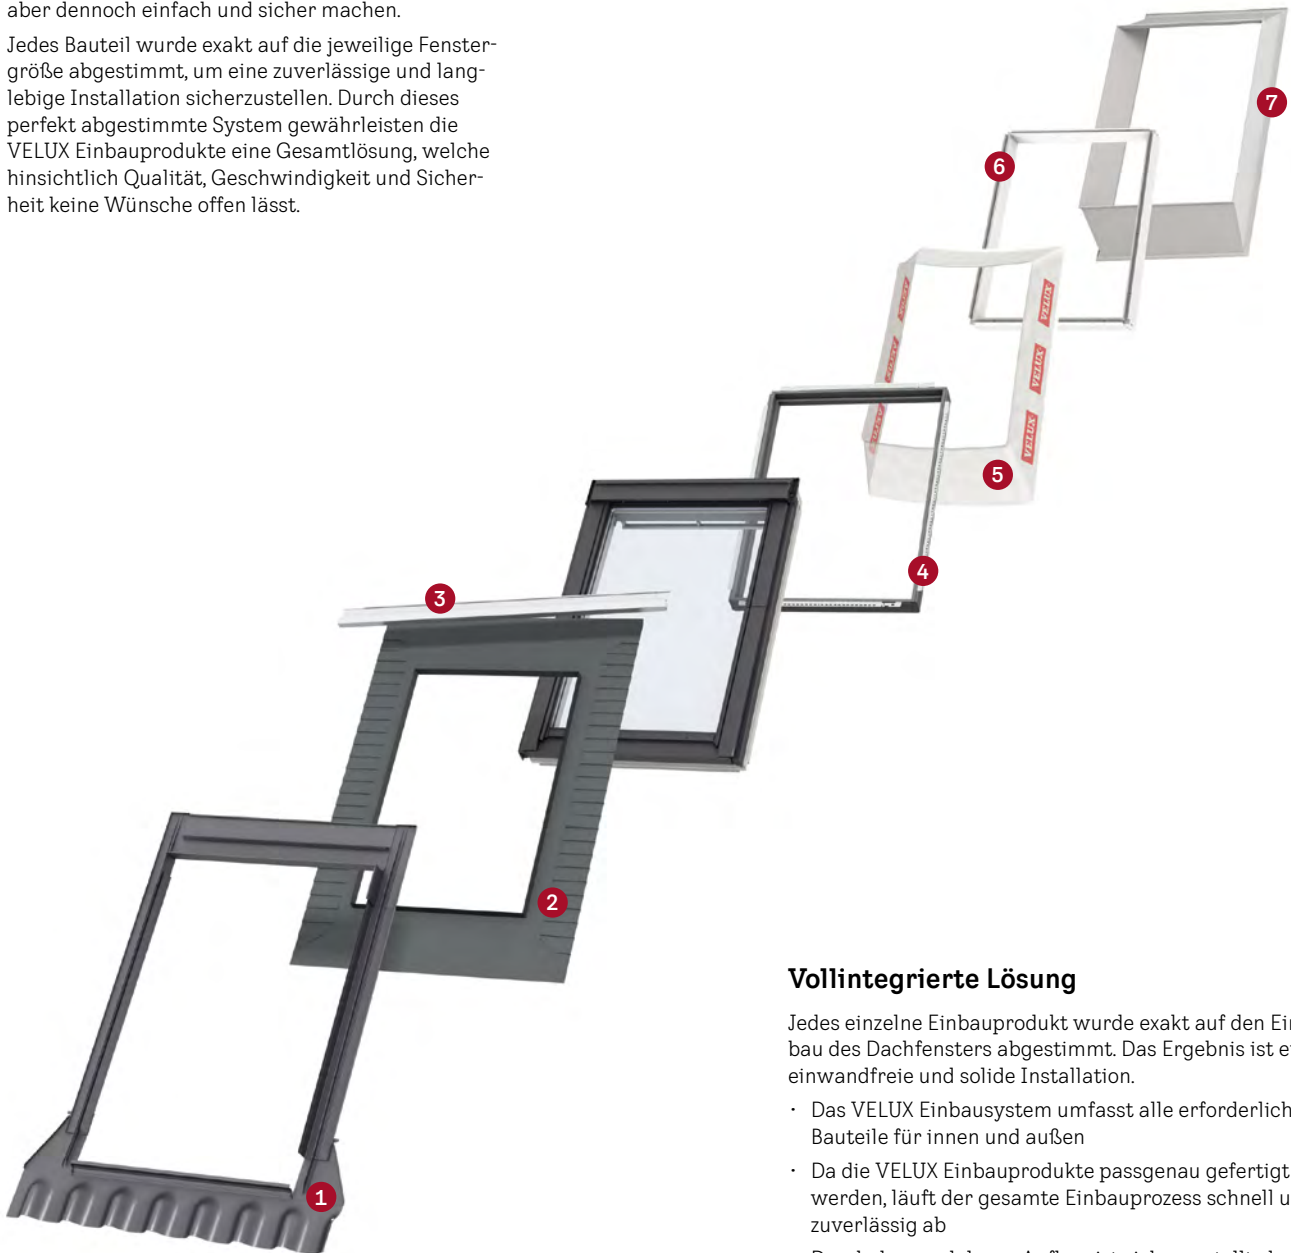 aber dennoch einfach und sicher machen.
Jedes Bauteil wurde exakt auf die jeweilige Fenster-
größe abgestimmt, um eine zuverlässige und lang-
lebige Installation sicherzustellen. Durch dieses
perfekt abgestimmte System gewährleisten die
VELUX Einbauprodukte eine Gesamtlösung, welche
hinsichtlich Qualität, Geschwindigkeit und Sicher-
heit keine Wünsche offen lässt.
7
6
VELUX
VELUX
VELUX
VELUX
VELUX
VELUX
5
4
3
2
1
Vollintegrierte Lösung
Jedes einzelne Einbauprodukt wurde exakt auf den
bau des Dachfensters abgestimmt. Das Ergebnis ist
einwandfreie und solide Installation.
· Das VELUX Einbausystem umfasst alle
Bauteile für innen und außen
· Da die VELUX Einbauprodukte passgenau gefertigt
werden, läuft der gesamte Einbauprozess schnell
zuverlässig ab